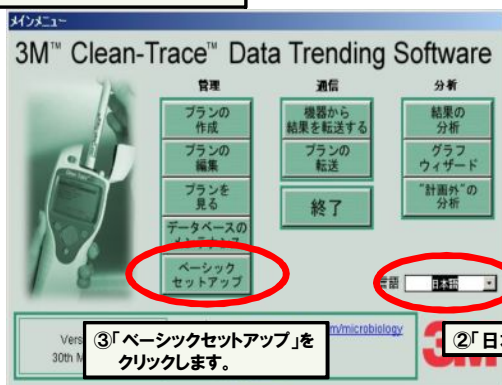 メインメニュー
3M™ Clean-Trace™ Data Trending Software
管理
通信
分析
プランの
作成
プランの
編集
プランを
見る
データベースの
メンテナンス
ベーシック
セットアップ
機器から
結果を転送する
プランの
転送
終了
結果の
分析
グラフ
ウィザード
"計画外"の
分析
言語
日本語
m/microbiology
Vers
30th M
③「ベーシックセットアップ」を
クリックします。
②「日